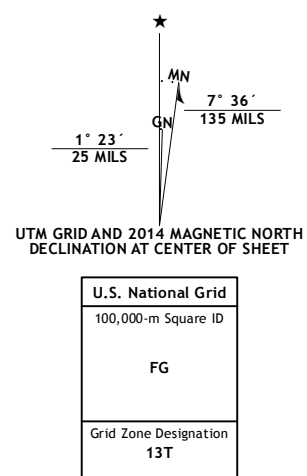 ★
MN
7° 36´
135 MILS
GN
1° 23´
25 MILS
UTM GRID AND 2014 MAGNETIC NORTH
DECLINATION AT CENTER OF SHEET
U.S. National Grid
100,000-m Square ID
FG
Grid Zone Designation
13T